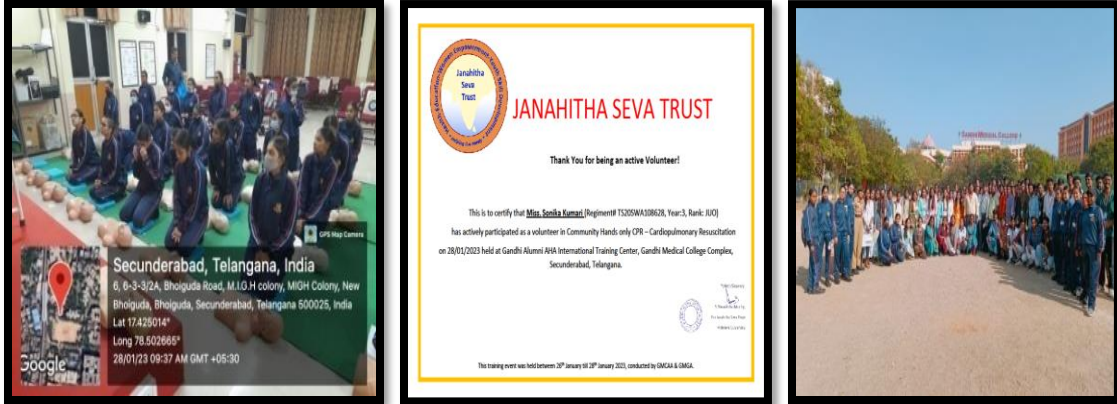 GPS Map Camera
Secunderabad, Telangana, India
6, 6-3-3/2A, Bhoiguda Road, M.I.G.H colony, MIGH Colony, New
Bhoiguda, Bhoiguda, Secunderabad, Telangana 500025, India
Lat 17.425014°
Long 78.502665°
28/01/23 09:37 AM GMT +05:30
Google
Janahitha
Seva
Trust
JANAHITHA SEVA TRUST
Thank You for being an active Volunteer!
This is to certify that Miss. Sonika Kumari (Regiment# TS20SWA108628, Year:3, Rank: JUO)
has actively participated as a volunteer in Community Hands only CPR – Cardiopulmonary Resuscitation
on 28/01/2023 held at Gandhi Alumni AHA International Training Center, Gandhi Medical College Complex,
Secunderabad, Telangana.
This training event was held between 26th January till 28th January 2023, conducted by GMCAA & GMGA.
GANDHI MEDICAL COLLEGE